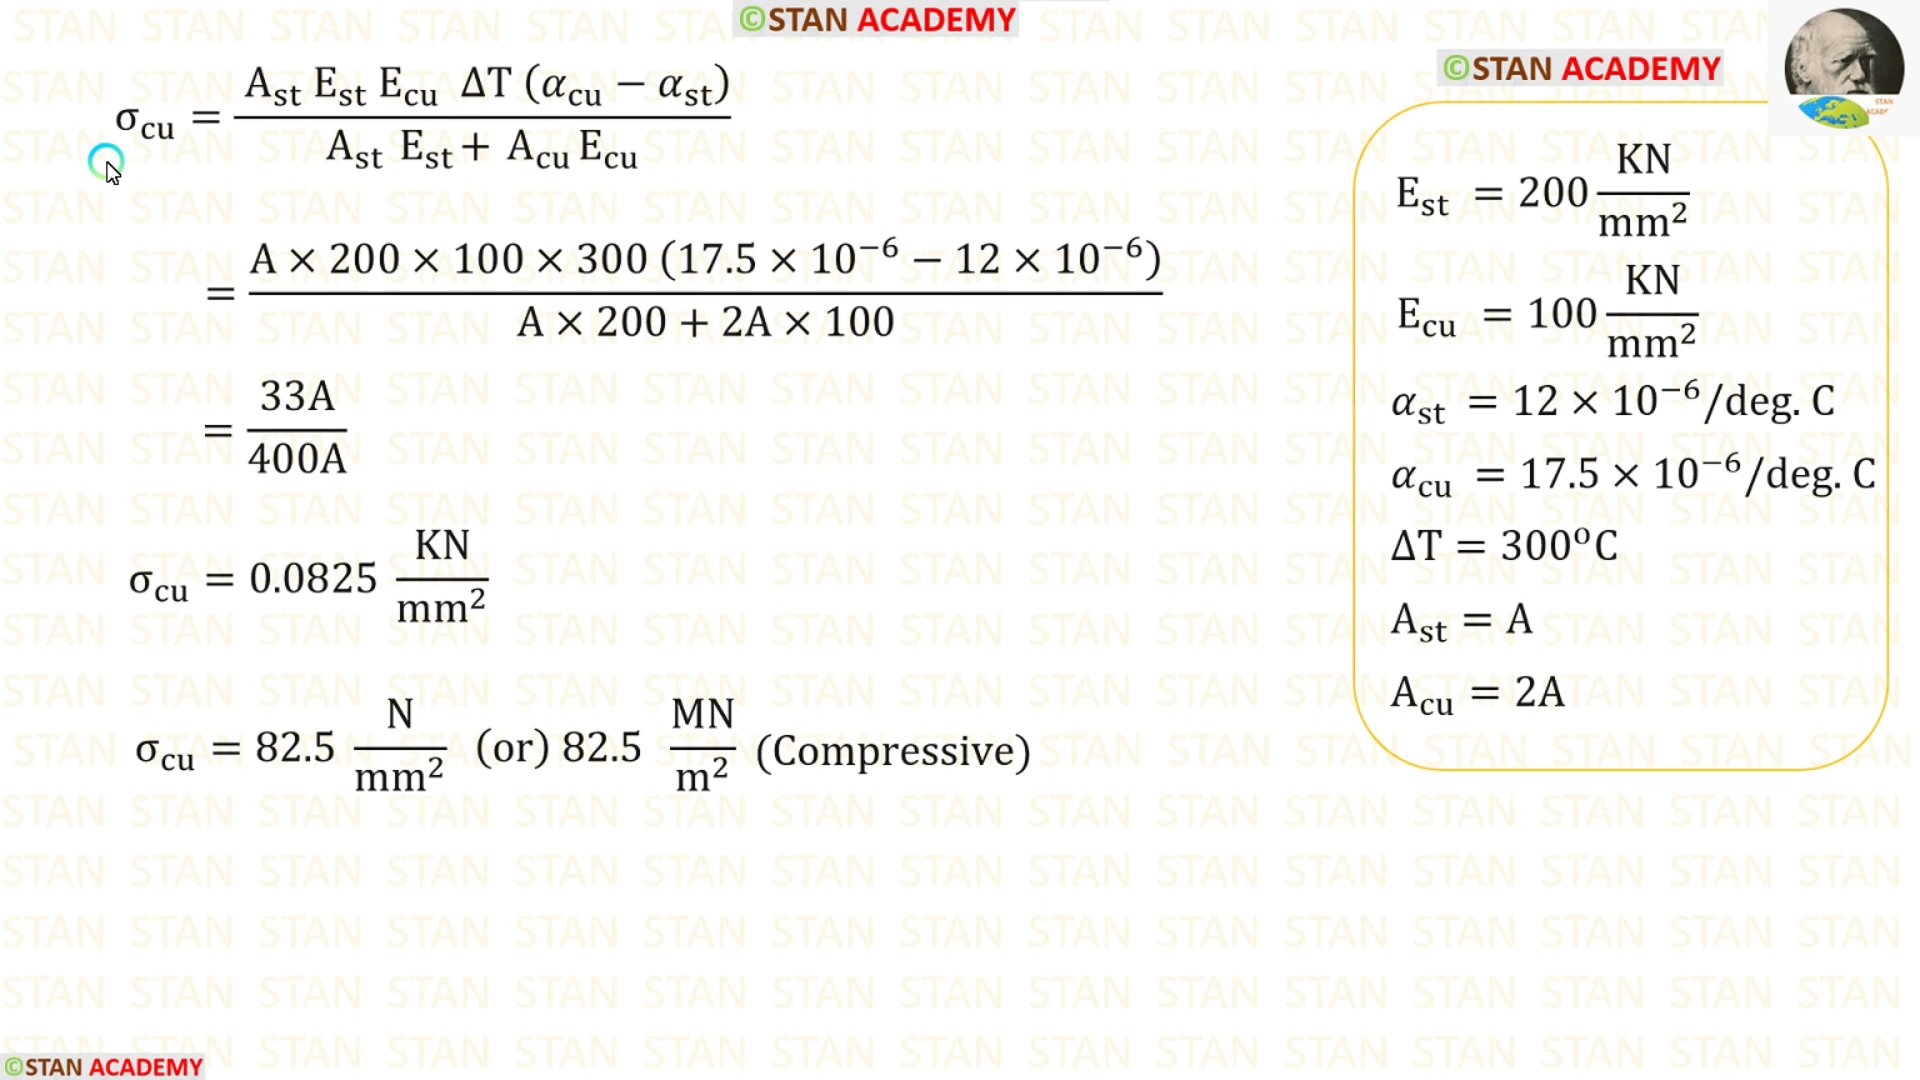 ©STAN ACADEMY
©STAN ACADEMY
STAN ACADEMY
σcu = Ast Est Ecu ΔT (αcu − αst) / Ast Est + Acu Ecu
= A × 200 × 100 × 300 (17.5 × 10⁻⁶ − 12 × 10⁻⁶) / A × 200 + 2A × 100
= 33A / 400A
σcu = 0.0825 KN / mm²
σcu = 82.5 N / mm² (or) 82.5 MN / m² (Compressive)
Est = 200 KN / mm²
Ecu = 100 KN / mm²
αst = 12 × 10⁻⁶/deg. C
αcu = 17.5 × 10⁻⁶/deg. C
ΔT = 300°C
Ast = A
Acu = 2A
©STAN ACADEMY